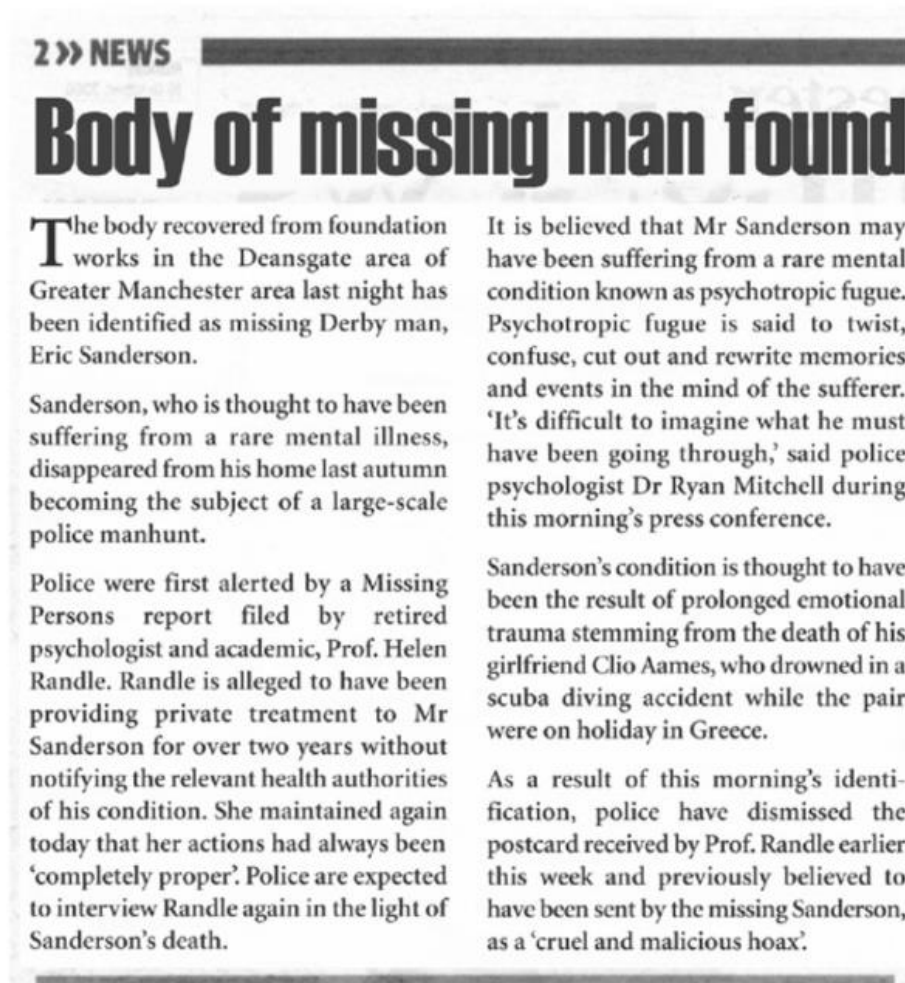 2 >> NEWS
Body of missing man found
The body recovered from foundation
works in the Deansgate area of
Greater Manchester area last night has
been identified as missing Derby man,
Eric Sanderson.
Sanderson, who is thought to have been
suffering from a rare mental illness,
disappeared from his home last autumn
becoming the subject of a large-scale
police manhunt.
Police were first alerted by a Missing
Persons report filed by retired
psychologist and academic, Prof. Helen
Randle. Randle is alleged to have been
providing private treatment to Mr
Sanderson for over two years without
notifying the relevant health authorities
of his condition. She maintained again
today that her actions had always been
‘completely proper’. Police are expected
to interview Randle again in the light of
Sanderson’s death.
It is believed that Mr Sanderson may
have been suffering from a rare mental
condition known as psychotropic fugue.
Psychotropic fugue is said to twist,
confuse, cut out and rewrite memories
and events in the mind of the sufferer.
‘It’s difficult to imagine what he must
have been going through,’ said police
psychologist Dr Ryan Mitchell during
this morning’s press conference.
Sanderson’s condition is thought to have
been the result of prolonged emotional
trauma stemming from the death of his
girlfriend Clio Aames, who drowned in a
scuba diving accident while the pair
were on holiday in Greece.
As a result of this morning’s identi-
fication, police have dismissed the
postcard received by Prof. Randle earlier
this week and previously believed to
have been sent by the missing Sanderson,
as a ‘cruel and malicious hoax’.